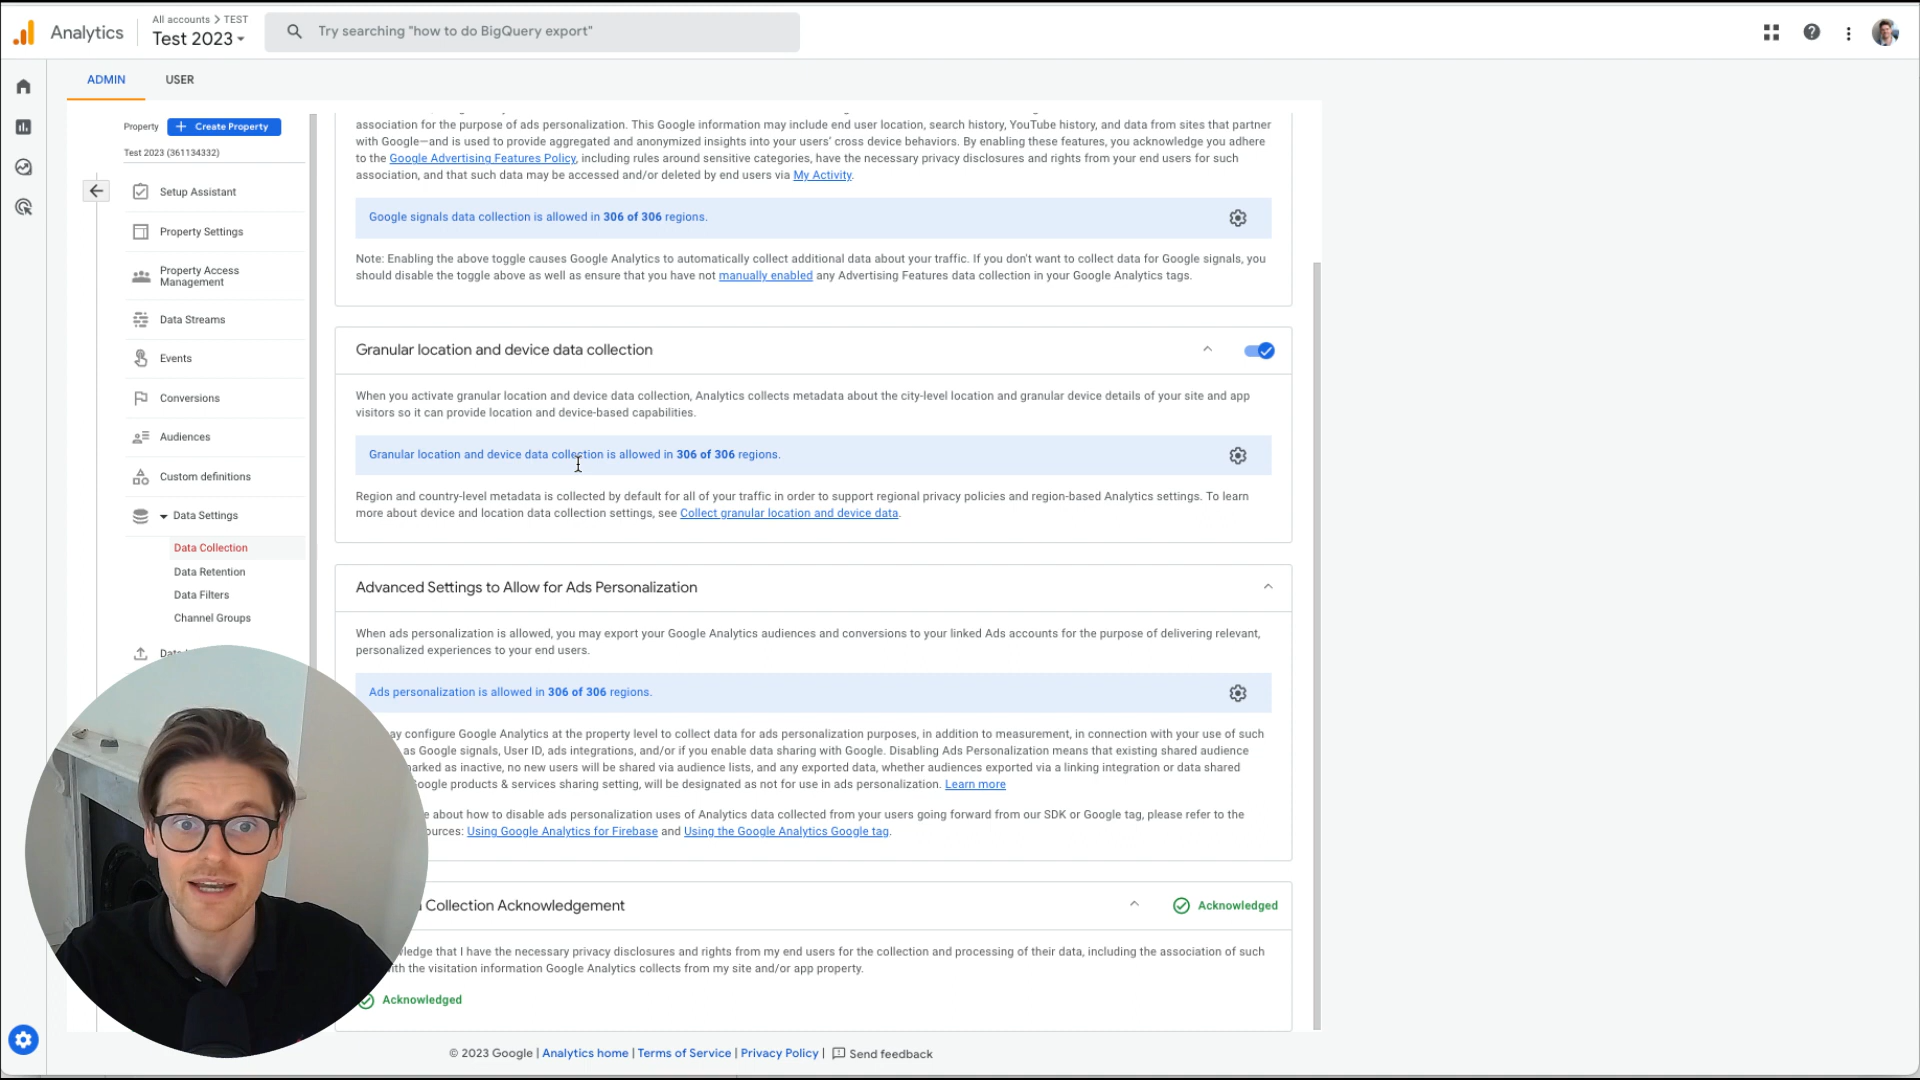 All accounts > TEST
Analytics
Test 2023
Try searching "how to do BigQuery export"
ADMIN
USER
Property
+ Create Property
Test 2023 (361134332)
Setup Assistant
Property Settings
Property Access
Management
Data Streams
Events
Conversions
Audiences
Custom definitions
Data Settings
Data Collection
Data Retention
Data Filters
Channel Groups
association for the purpose of ads personalization. This Google information may include end user location, search history, YouTube history, and data from sites that partner
with Google—and is used to provide aggregated and anonymized insights into your users' cross device behaviors. By enabling these features, you acknowledge you adhere
to the Google Advertising Features Policy, including rules around sensitive categories, have the necessary privacy disclosures and rights from your end users for such
association, and that such data may be accessed and/or deleted by end users via My Activity.
Google signals data collection is allowed in 306 of 306 regions.
Note: Enabling the above toggle causes Google Analytics to automatically collect additional data about your traffic. If you don't want to collect data for Google signals, you
should disable the toggle above as well as ensure that you have not manually enabled any Advertising Features data collection in your Google Analytics tags.
Granular location and device data collection
When you activate granular location and device data collection, Analytics collects metadata about the city-level location and granular device details of your site and app
visitors so it can provide location and device-based capabilities.
Granular location and device data collection is allowed in 306 of 306 regions.
Region and country-level metadata is collected by default for all of your traffic in order to support regional privacy policies and region-based Analytics settings. To learn
more about device and location data collection settings, see Collect granular location and device data.
Advanced Settings to Allow for Ads Personalization
When ads personalization is allowed, you may export your Google Analytics audiences and conversions to your linked Ads accounts for the purpose of delivering relevant,
personalized experiences to your end users.
Ads personalization is allowed in 306 of 306 regions.
configure Google Analytics at the property level to collect data for ads personalization purposes, in addition to measurement, in connection with your use of such
as Google signals, User ID, ads integrations, and/or if you enable data sharing with Google. Disabling Ads Personalization means that existing shared audience
as inactive, no new users will be shared via audience lists, and any exported data, whether audiences exported via a linking integration or data shared
products & services sharing setting, will be designated as not for use in ads personalization. Learn more
about how to disable ads personalization uses of Analytics data collected from your users going forward from our SDK or Google tag, please refer to the
Using Google Analytics for Firebase and Using the Google Analytics Google tag.
Collection Acknowledgement
Acknowledged
that I have the necessary privacy disclosures and rights from my end users for the collection and processing of their data, including the association of such
with the visitation information Google Analytics collects from my site and/or app property.
Acknowledged
© 2023 Google | Analytics home | Terms of Service | Privacy Policy | Send feedback